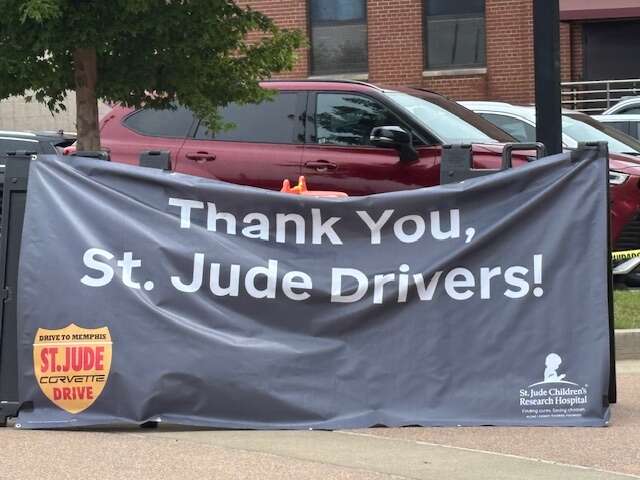 Thank You,
St. Jude Drivers!
DRIVE TO MEMPHIS
ST.JUDE
CORVETTE
DRIVE
St. Jude Children's
Research Hospital
Finding cures. Saving children.